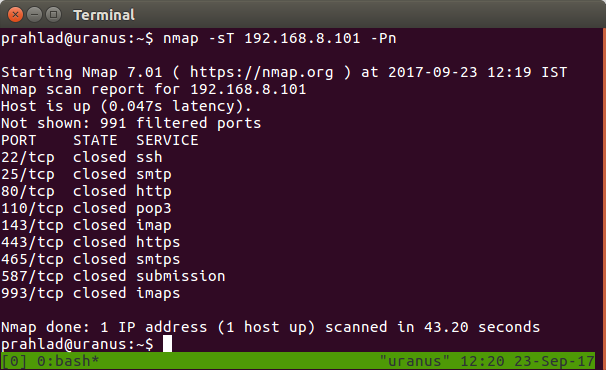 Terminal
prahlad@uranus:~$ nmap -sT 192.168.8.101 -Pn
Starting Nmap 7.01 ( https://nmap.org ) at 2017-09-23 12:19 IST
Nmap scan report for 192.168.8.101
Host is up (0.047s latency).
Not shown: 991 filtered ports
PORT    STATE  SERVICE
22/tcp  closed ssh
25/tcp  closed smtp
80/tcp  closed http
110/tcp closed pop3
143/tcp closed imap
443/tcp closed https
465/tcp closed smtps
587/tcp closed submission
993/tcp closed imaps
Nmap done: 1 IP address (1 host up) scanned in 43.20 seconds
prahlad@uranus:~$
[0] 0:bash* "uranus" 12:20 23-Sep-17